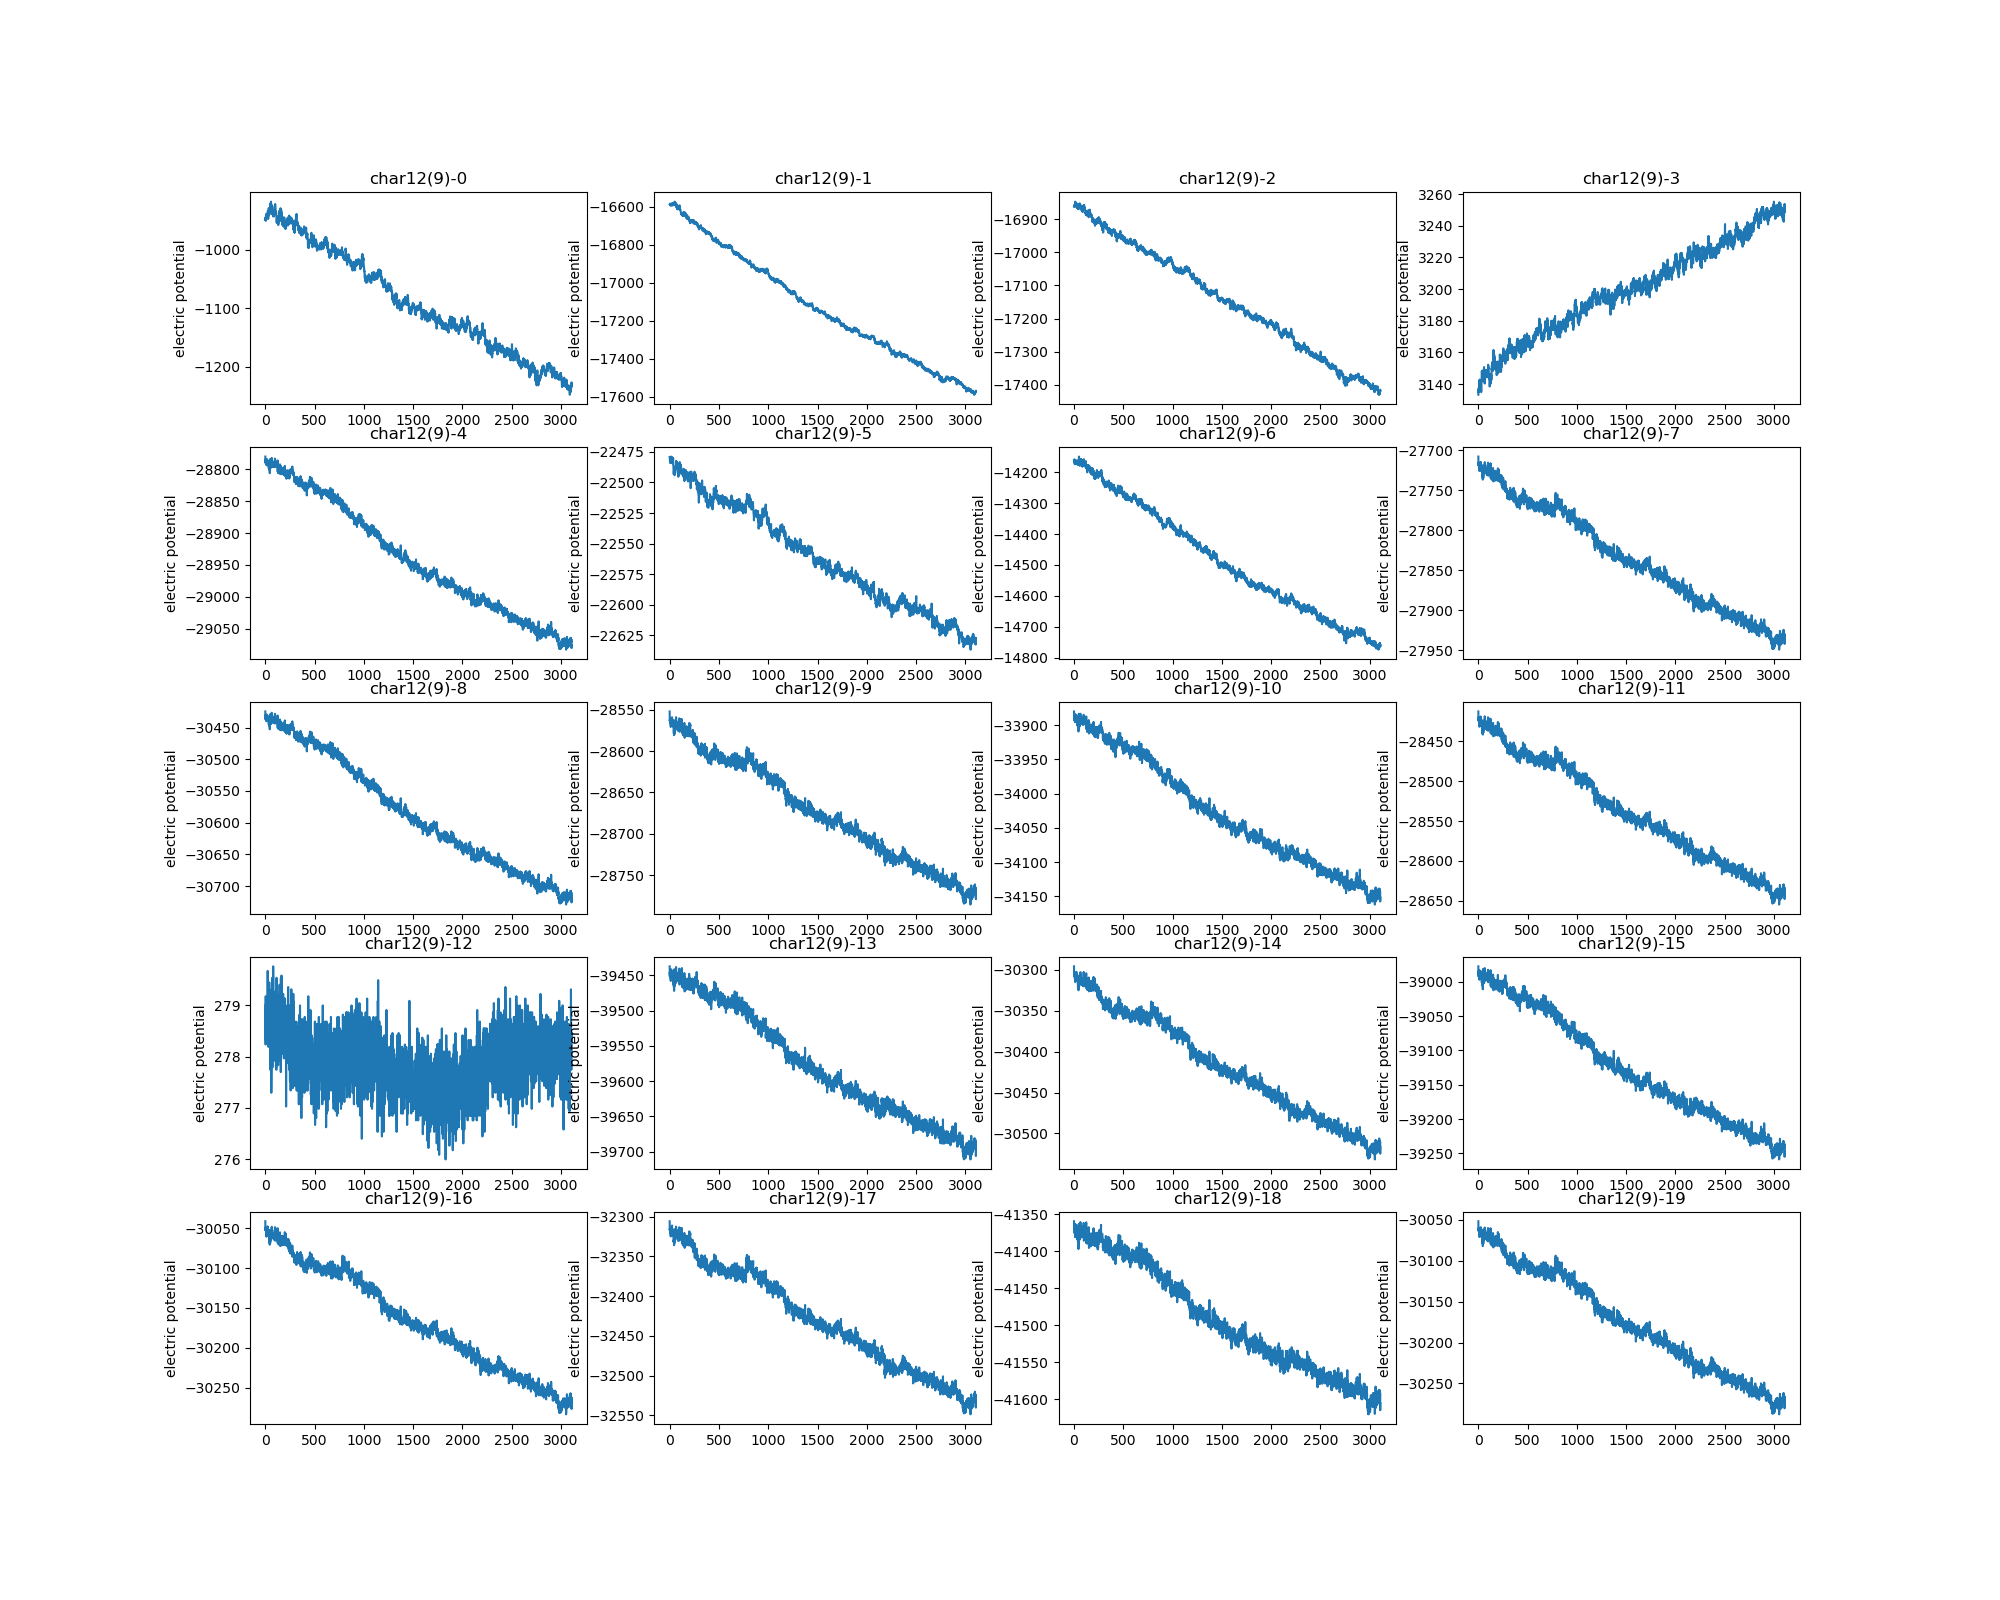 char12(9)-0 char12(9)-1 char12(9)-2 char12(9)-3
electric potential electric potential electric potential electric potential
−1000 −1100 −1200
−16600 −16800 −17000 −17200 −17400 −17600
−16900 −17000 −17100 −17200 −17300 −17400
3260 3240 3220 3200 3180 3160 3140
0 500 1000 1500 2000 2500 3000 0 500 1000 1500 2000 2500 3000 0 500 1000 1500 2000 2500 3000 0 500 1000 1500 2000 2500 3000
char12(9)-4 char12(9)-5 char12(9)-6 char12(9)-7
electric potential electric potential electric potential electric potential
−28800 −28850 −28900 −28950 −29000 −29050
−22475 −22500 −22525 −22550 −22575 −22600 −22625
−14200 −14300 −14400 −14500 −14600 −14700 −14800
−27700 −27750 −27800 −27850 −27900 −27950
0 500 1000 1500 2000 2500 3000 0 500 1000 1500 2000 2500 3000 0 500 1000 1500 2000 2500 3000 0 500 1000 1500 2000 2500 3000
char12(9)-8 char12(9)-9 char12(9)-10 char12(9)-11
electric potential electric potential electric potential electric potential
−30450 −30500 −30550 −30600 −30650 −30700
−28550 −28600 −28650 −28700 −28750
−33900 −33950 −34000 −34050 −34100 −34150
−28450 −28500 −28550 −28600 −28650
0 500 1000 1500 2000 2500 3000 0 500 1000 1500 2000 2500 3000 0 500 1000 1500 2000 2500 3000 0 500 1000 1500 2000 2500 3000
char12(9)-12 char12(9)-13 char12(9)-14 char12(9)-15
electric potential electric potential electric potential electric potential
279 278 277 276
−39450 −39500 −39550 −39600 −39650 −39700
−30300 −30350 −30400 −30450 −30500
−39000 −39050 −39100 −39150 −39200 −39250
0 500 1000 1500 2000 2500 3000 0 500 1000 1500 2000 2500 3000 0 500 1000 1500 2000 2500 3000 0 500 1000 1500 2000 2500 3000
char12(9)-16 char12(9)-17 char12(9)-18 char12(9)-19
electric potential electric potential electric potential electric potential
−30050 −30100 −30150 −30200 −30250
−32300 −32350 −32400 −32450 −32500 −32550
−41350 −41400 −41450 −41500 −41550 −41600
−30050 −30100 −30150 −30200 −30250
0 500 1000 1500 2000 2500 3000 0 500 1000 1500 2000 2500 3000 0 500 1000 1500 2000 2500 3000 0 500 1000 1500 2000 2500 3000